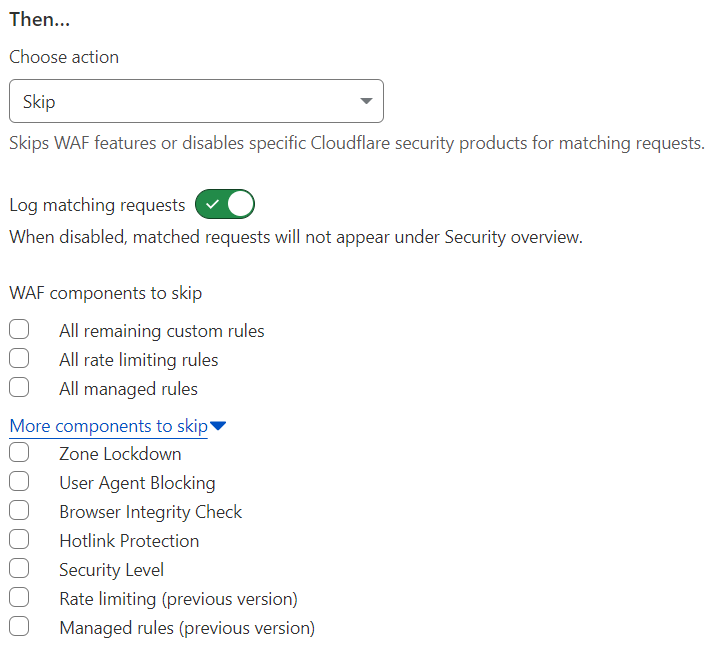 Then...
Choose action
Skip
Skips WAF features or disables specific Cloudflare security products for matching requests.
Log matching requests
When disabled, matched requests will not appear under Security overview.
WAF components to skip
All remaining custom rules
All rate limiting rules
All managed rules
More components to skip
Zone Lockdown
User Agent Blocking
Browser Integrity Check
Hotlink Protection
Security Level
Rate limiting (previous version)
Managed rules (previous version)